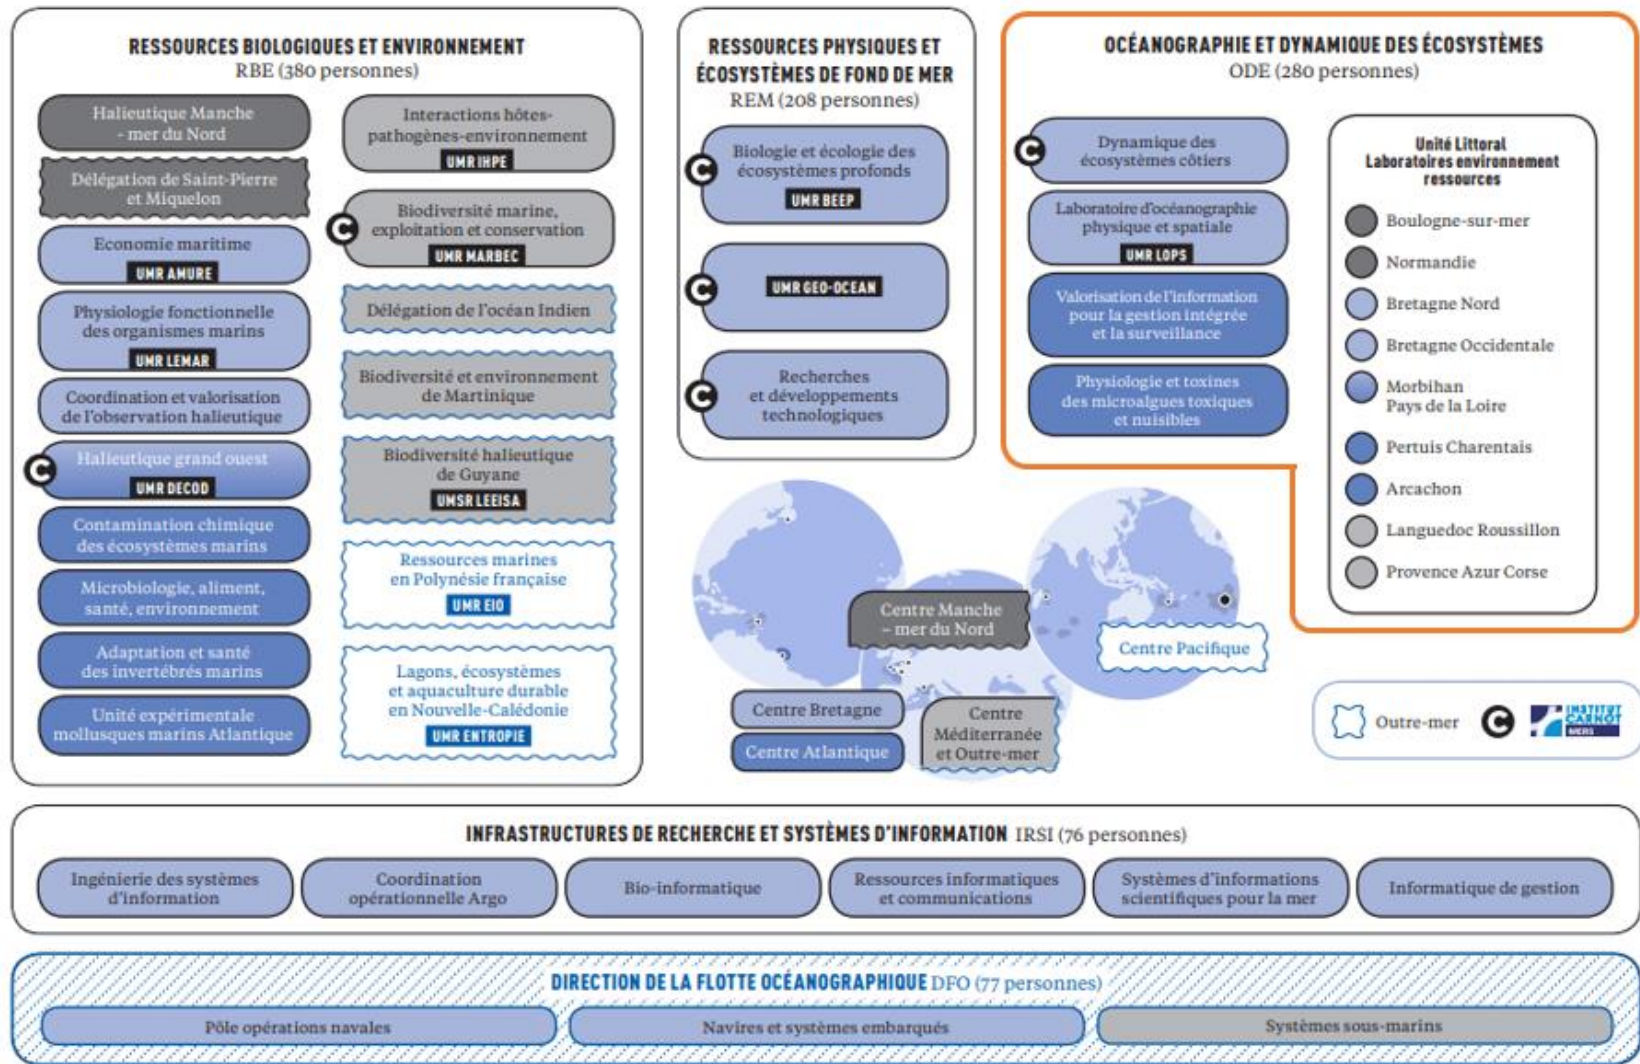 RESSOURCES BIOLOGIQUES ET ENVIRONNEMENT
RBE (380 personnes)
Halieutique Manche
- mer du Nord
Délégation de Saint-Pierre
et Miquelon
Economie maritime
UMR AMURE
Physiologie fonctionnelle
des organismes marins
UMR LEMAR
Coordination et valorisation
de l'observation halieutique
Halieutique grand ouest
UMR DECOD
Contamination chimique
des écosystèmes marins
Microbiologie, aliment,
santé, environnement
Adaptation et santé
des invertébrés marins
Unité expérimentale
mollusques marins Atlantique
Interactions hôtes-
pathogènes-environnement
UMR IHPE
Biodiversité marine,
exploitation et conservation
UMR MARBEC
Délégation de l'océan Indien
Biodiversité et environnement
de Martinique
Biodiversité halieutique
de Guyane
UMSR LEEISA
Ressources marines
en Polynésie française
UMR EIO
Lagons, écosystèmes
et aquaculture durable
en Nouvelle-Calédonie
UMR ENTROPIE
C
C
RESSOURCES PHYSIQUES ET
ÉCOSYSTÈMES DE FOND DE MER
REM (208 personnes)
C
Biologie et écologie des
écosystèmes profonds
UMR BEEP
C
UMR GEO-OCEAN
C
Recherches
et développements
technologiques
OCÉANOGRAPHIE ET DYNAMIQUE DES ÉCOSYSTÈMES
ODE (280 personnes)
C
Dynamique des
écosystèmes côtiers
Laboratoire d'océanographie
physique et spatiale
UMR LOPS
Valorisation de l'information
pour la gestion intégrée
et la surveillance
Physiologie et toxines
des microalgues toxiques
et nuisibles
Unité Littoral
Laboratoires environnement
ressources
Boulogne-sur-mer
Normandie
Bretagne Nord
Bretagne Occidentale
Morbihan
Pays de la Loire
Pertuis Charentais
Arcachon
Languedoc Roussillon
Provence Azur Corse
Centre Manche
– mer du Nord
Centre Pacifique
Centre Bretagne
Centre Atlantique
Centre
Méditerranée
et Outre-mer
Outre-mer
C
INSTITUT
CARNOT
MERS
INFRASTRUCTURES DE RECHERCHE ET SYSTÈMES D'INFORMATION IRSI (76 personnes)
Ingénierie des systèmes
d'information
Coordination
opérationnelle Argo
Bio-informatique
Ressources informatiques
et communications
Systèmes d'informations
scientifiques pour la mer
Informatique de gestion
DIRECTION DE LA FLOTTE OCÉANOGRAPHIQUE DFO (77 personnes)
Pôle opérations navales
Navires et systèmes embarqués
Systèmes sous-marins